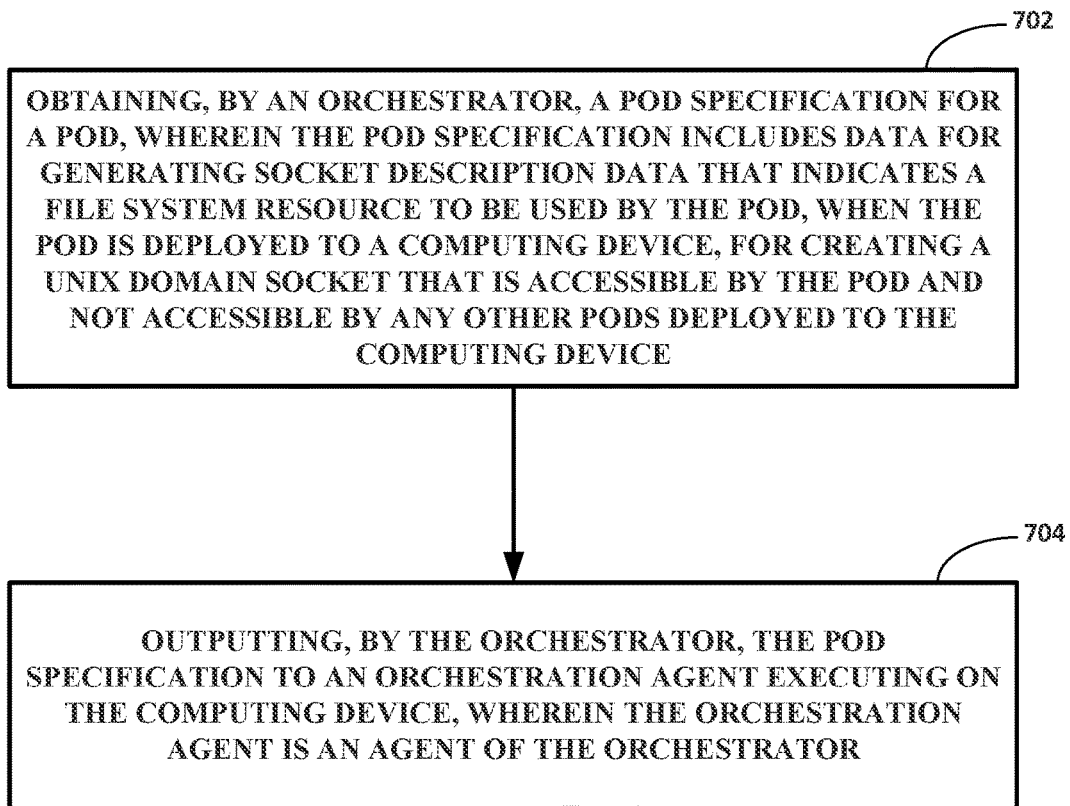 702
OBTAINING, BY AN ORCHESTRATOR, A POD SPECIFICATION FOR
A POD, WHEREIN THE POD SPECIFICATION INCLUDES DATA FOR
GENERATING SOCKET DESCRIPTION DATA THAT INDICATES A
FILE SYSTEM RESOURCE TO BE USED BY THE POD, WHEN THE
POD IS DEPLOYED TO A COMPUTING DEVICE, FOR CREATING A
UNIX DOMAIN SOCKET THAT IS ACCESSIBLE BY THE POD AND
NOT ACCESSIBLE BY ANY OTHER PODS DEPLOYED TO THE
COMPUTING DEVICE
704
OUTPUTTING, BY THE ORCHESTRATOR, THE POD
SPECIFICATION TO AN ORCHESTRATION AGENT EXECUTING ON
THE COMPUTING DEVICE, WHEREIN THE ORCHESTRATION
AGENT IS AN AGENT OF THE ORCHESTRATOR